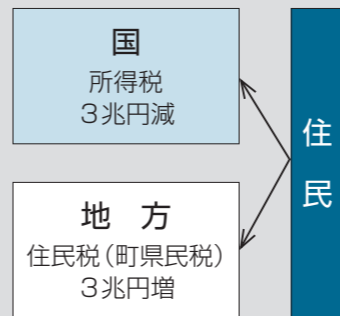 国
所得税
３兆円減
地　方
住民税（町県民税）
３兆円増
住民